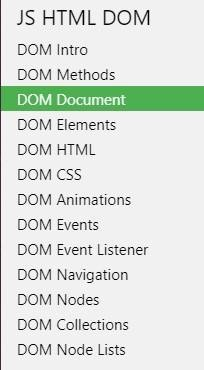 JS HTML DOM
DOM Intro
DOM Methods
DOM Document
DOM Elements
DOM HTML
DOM CSS
DOM Animations
DOM Events
DOM Event Listener
DOM Navigation
DOM Nodes
DOM Collections
DOM Node Lists